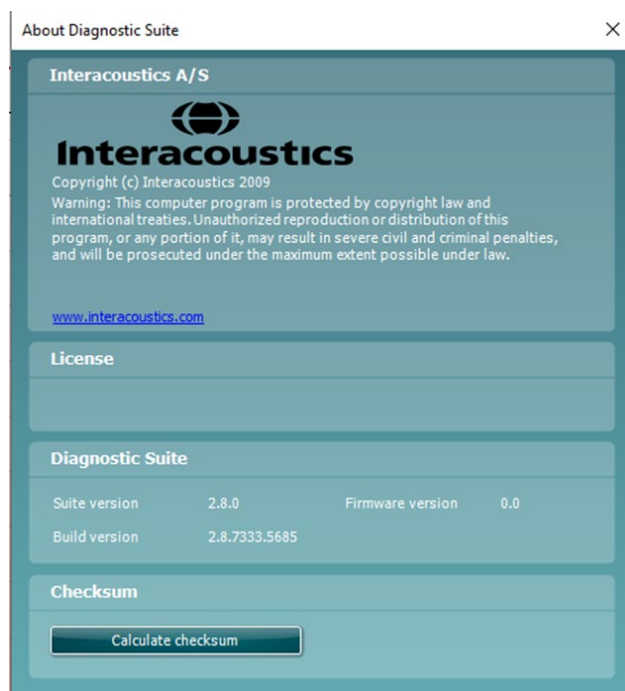 About Diagnostic Suite
Interacoustics A/S
Interacoustics
Copyright (c) Interacoustics 2009
Warning: This computer program is protected by copyright law and
international treaties. Unauthorized reproduction or distribution of this
program, or any portion of it, may result in severe civil and criminal penalties,
and will be prosecuted under the maximum extent possible under law.
www.interacoustics.com
License
Diagnostic Suite
Suite version 2.8.0 Firmware version 0.0
Build version 2.8.7333.5685
Checksum
Calculate checksum